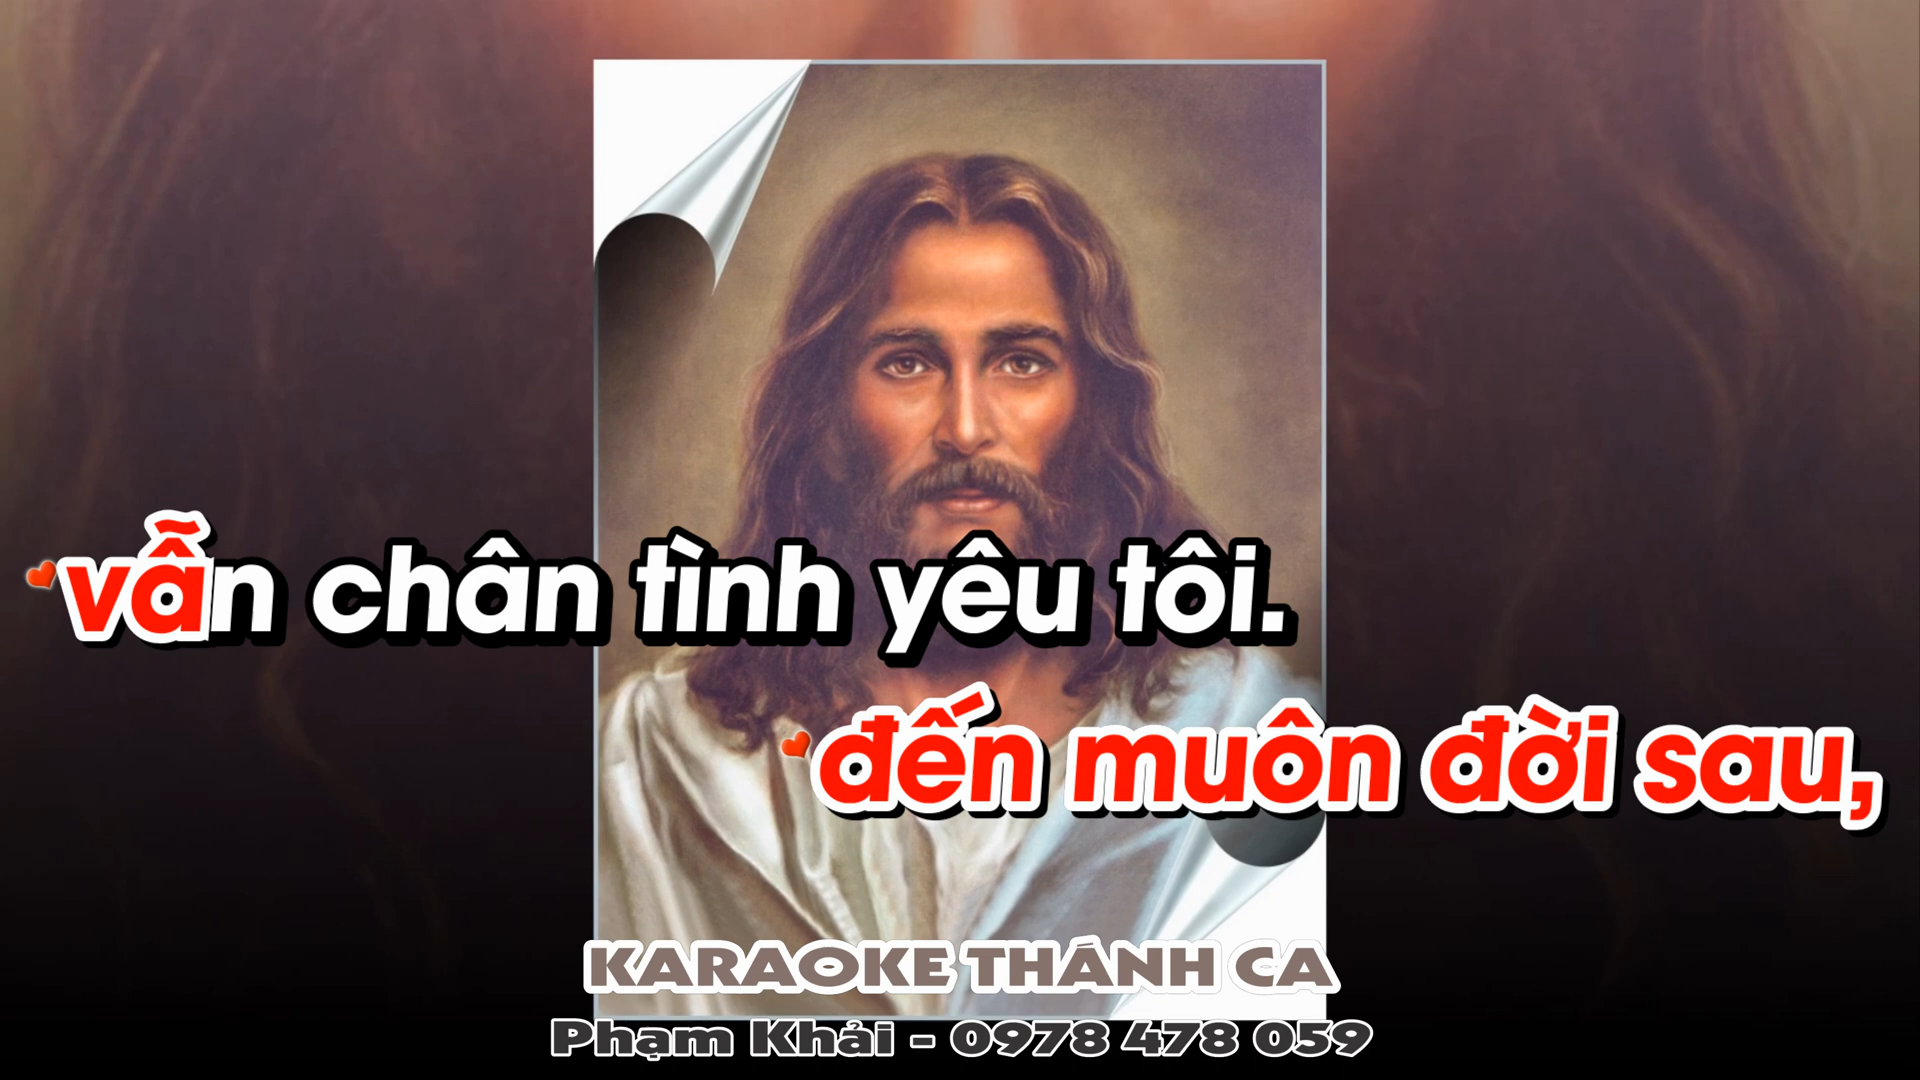 vẫn chân tình yêu tôi.
đến muôn đời sau,
KARAOKE THÁNH CA
Phạm Khải - 0978 478 059